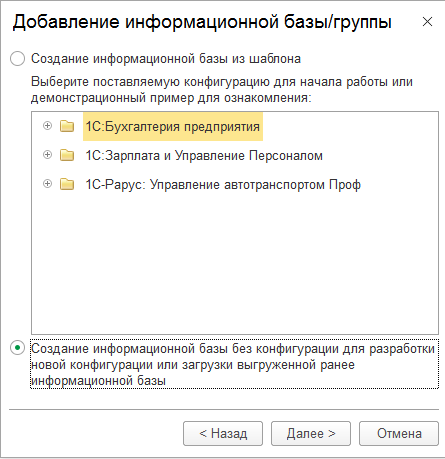 Добавление информационной базы/группы
Создание информационной базы из шаблона
Выберите поставляемую конфигурацию для начала работы или
демонстрационный пример для ознакомления:
1С:Бухгалтерия предприятия
1С:Зарплата и Управление Персоналом
1С-Рарус: Управление автотранспортом Проф
Создание информационной базы без конфигурации для разработки
новой конфигурации или загрузки выгруженной ранее
информационной базы
< Назад
Далее >
Отмена